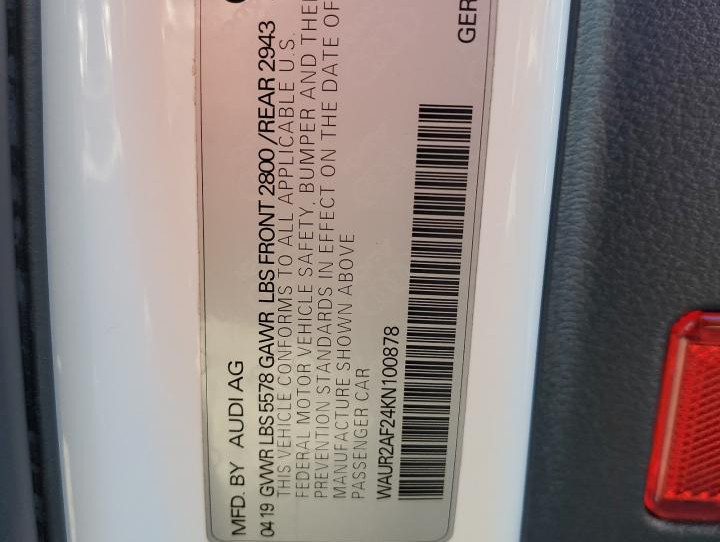 MFD. BY AUDI AG
04 19 GVWR LBS 5578 GAWR LBS FRONT 2800 / REAR 2943
THIS VEHICLE CONFORMS TO ALL APPLICABLE U.S.
FEDERAL MOTOR VEHICLE SAFETY, BUMPER AND
PREVENTION STANDARDS IN EFFECT ON THE DATE OF
MANUFACTURE SHOWN ABOVE
PASSENGER CAR
WAUR2AF24KN100878
GER